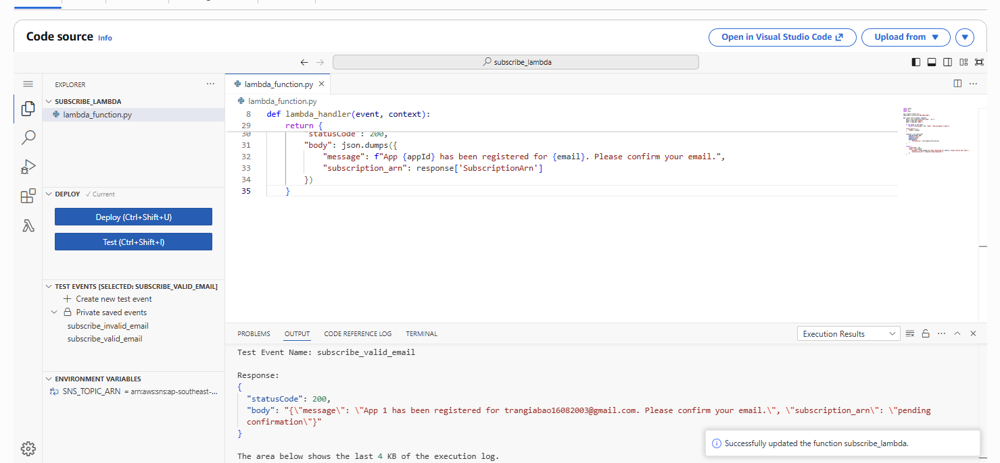 Code source Info
Open in Visual Studio Code
Upload from
subscribe_lambda
EXPLORER
SUBSCRIBE_LAMBDA
lambda_function.py
DEPLOY ✓ Current
Deploy (Ctrl+Shift+U)
Test (Ctrl+Shift+I)
TEST EVENTS [SELECTED: SUBSCRIBE_VALID_EMAIL]
Create new test event
Private saved events
subscribe_invalid_email
subscribe_valid_email
ENVIRONMENT VARIABLES
SNS_TOPIC_ARN = arn:aws:sns:ap-southeast-...
lambda_function.py
lambda_function.py
8 def lambda_handler(event, context):
29 return {
30 "statusCode": 200,
31 "body": json.dumps({
32 "message": f"App {appId} has been registered for {email}. Please confirm your email.",
33 "subscription_arn": response['SubscriptionArn']
34 })
35 }
PROBLEMS OUTPUT CODE REFERENCE LOG TERMINAL
Execution Results
Test Event Name: subscribe_valid_email
Response:
{
"statusCode": 200,
"body": "{\"message\": \"App 1 has been registered for trangiabao16082003@gmail.com. Please confirm your email.\", \"subscription_arn\": \"pending
confirmation\"}"
}
The area below shows the last 4 KB of the execution log.
Successfully updated the function subscribe_lambda.